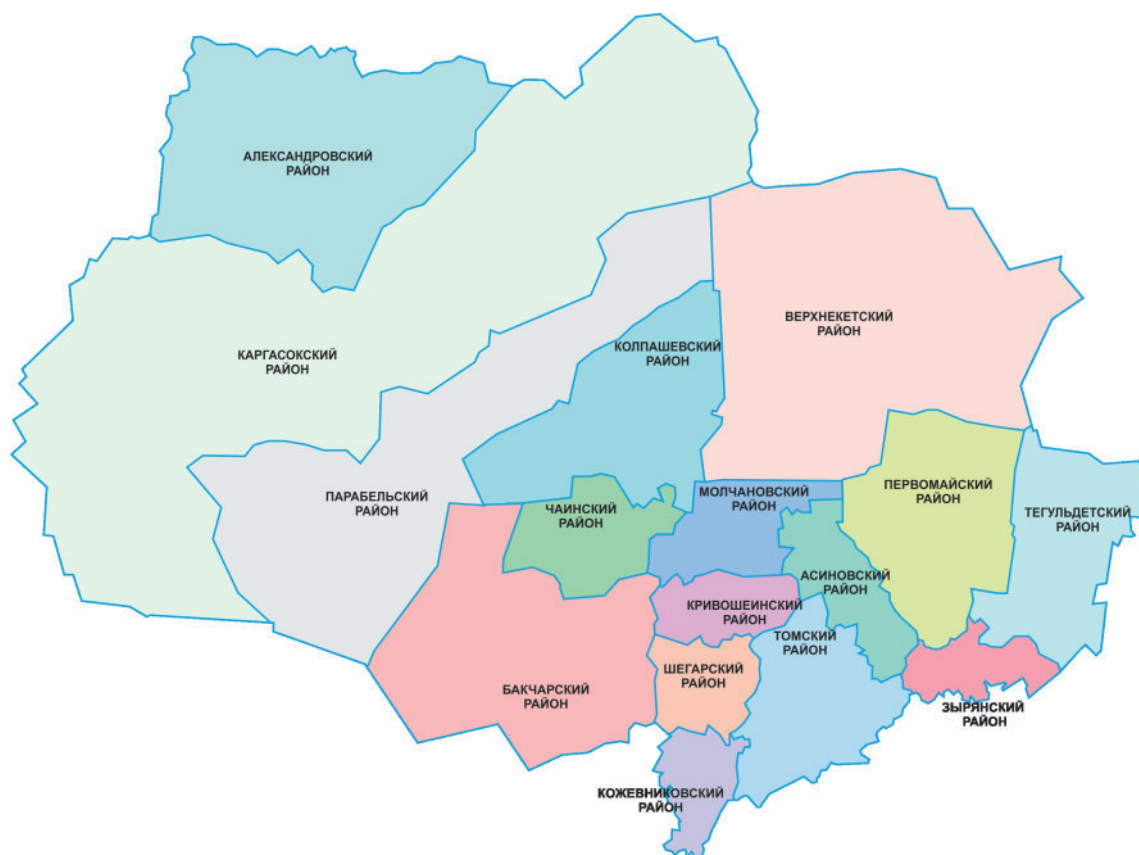 АЛЕКСАНДРОВСКИЙ
РАЙОН
ВЕРХНЕКЕТСКИЙ
РАЙОН
КОЛПАШЕВСКИЙ
РАЙОН
КАРГАСОКСКИЙ
РАЙОН
ПАРАБЕЛЬСКИЙ
РАЙОН
ЧАИНСКИЙ
РАЙОН
МОЛЧАНОВСКИЙ
РАЙОН
ПЕРВОМАЙСКИЙ
РАЙОН
ТЕГУЛЬДЕТСКИЙ
РАЙОН
АСИНОВСКИЙ
РАЙОН
КРИВОШЕИНСКИЙ
РАЙОН
ТОМСКИЙ
РАЙОН
ШЕГАРСКИЙ
РАЙОН
БАКЧАРСКИЙ
РАЙОН
ЗЫРЯНСКИЙ
РАЙОН
КОЖЕВНИКОВСКИЙ
РАЙОН